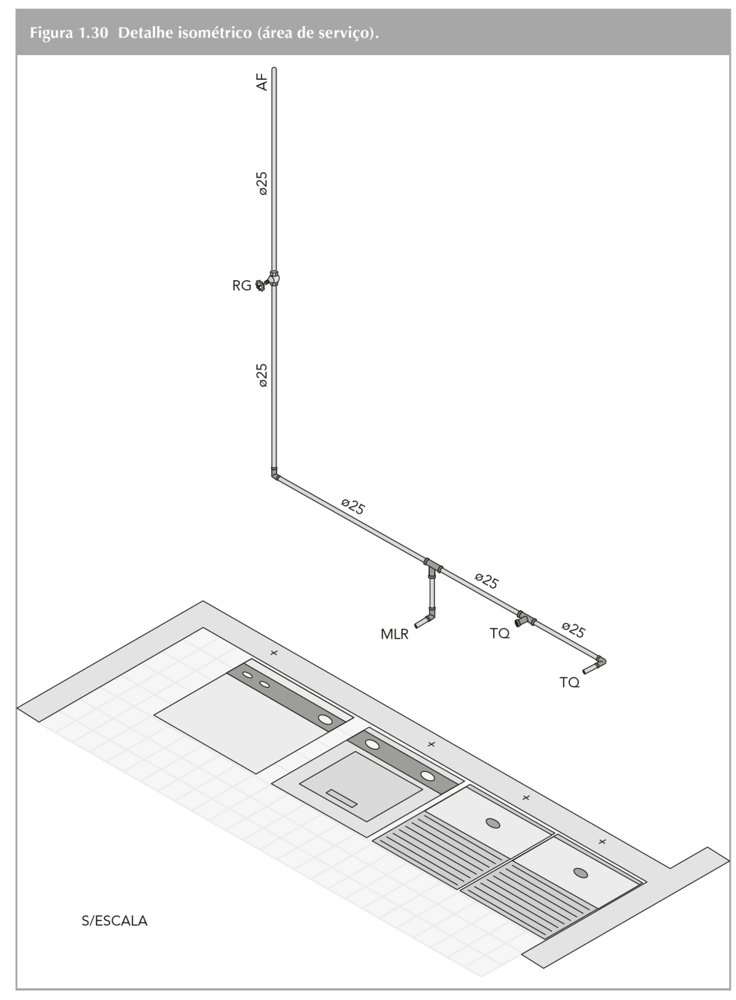 Figura 1.30 Detalhe isométrico (área de serviço).
AF
ø25
RG
ø25
ø25
ø25
MLR
TQ
ø25
TQ
S/ESCALA